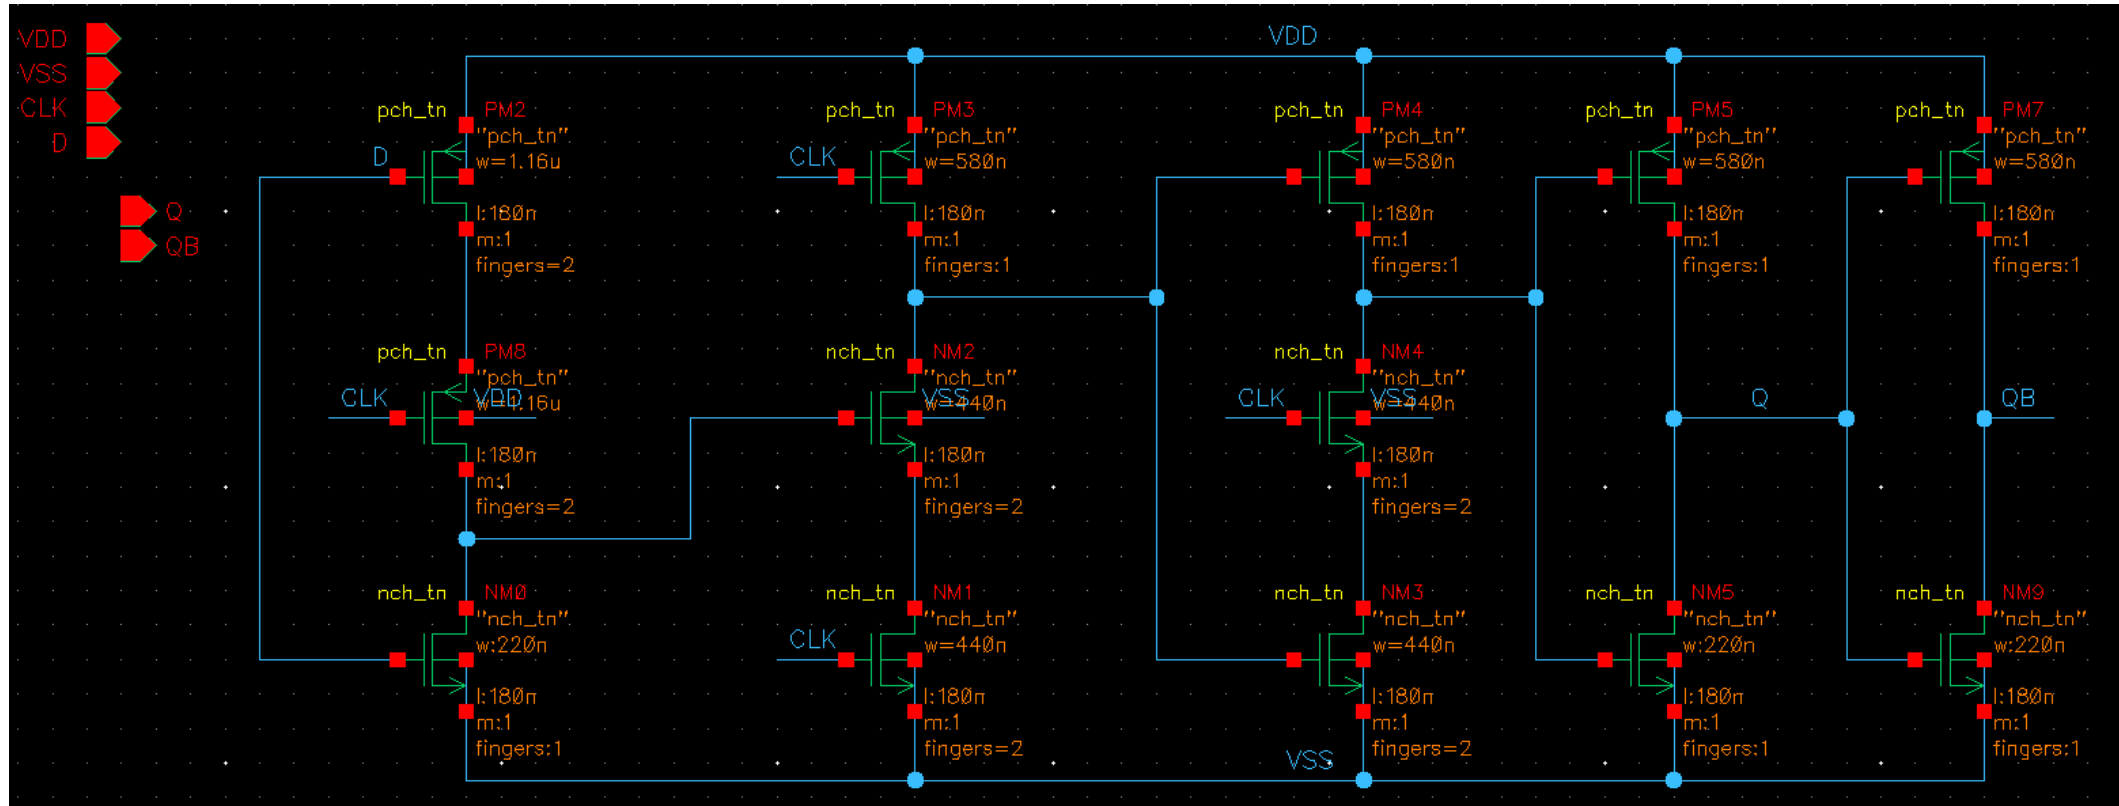 VDD
VSS
CLK
D
Q
QB
VDD
pch_tn
PM2
"pch_tn"
w=1.16u
D
l:180n
m:1
fingers=2
pch_tn
PM3
"pch_tn"
w=580n
CLK
l:180n
m:1
fingers:1
pch_tn
PM4
"pch_tn"
w=580n
l:180n
m:1
fingers:1
pch_tn
PM5
"pch_tn"
w=580n
l:180n
m:1
fingers:1
pch_tn
PM7
"pch_tn"
w=580n
l:180n
m:1
fingers:1
pch_tn
PM8
"pch_tn"
w=1.16u
CLK
VDD
l:180n
m:1
fingers=2
nch_tn
NM2
"nch_tn"
w=440n
VSS
l:180n
m:1
fingers=2
nch_tn
NM4
"nch_tn"
w=440n
CLK
VSS
l:180n
m:1
fingers=2
Q
QB
nch_tn
NM0
"nch_tn"
w:220n
l:180n
m:1
fingers:1
nch_tn
NM1
"nch_tn"
w=440n
CLK
l:180n
m:1
fingers=2
nch_tn
NM3
"nch_tn"
w=440n
l:180n
m:1
fingers=2
nch_tn
NM5
"nch_tn"
w:220n
l:180n
m:1
fingers:1
nch_tn
NM9
"nch_tn"
w:220n
l:180n
m:1
fingers:1
VSS